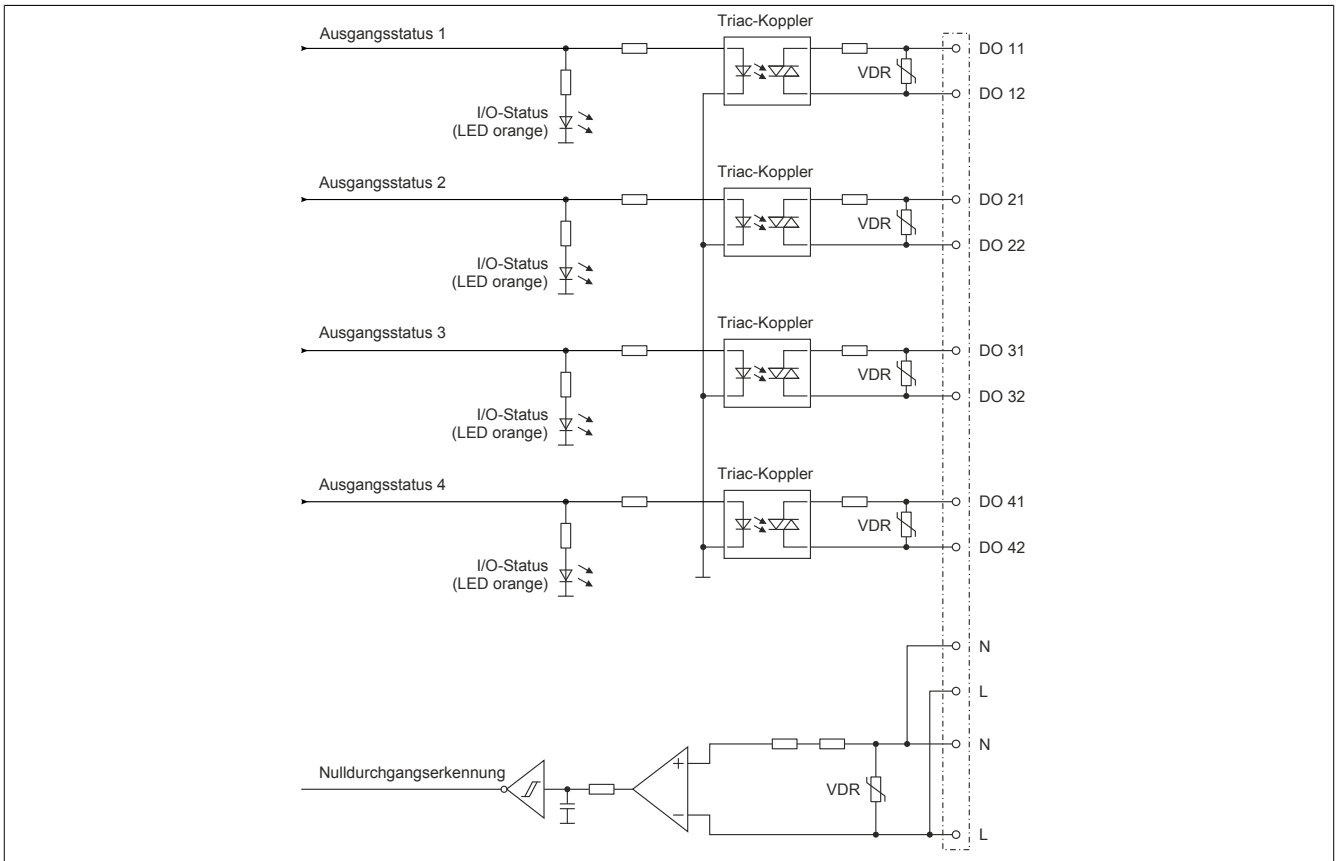 Triac-Koppler
Ausgangsstatus 1
DO 11
VDR
DO 12
I/O-Status
(LED orange)
Triac-Koppler
Ausgangsstatus 2
DO 21
VDR
DO 22
I/O-Status
(LED orange)
Triac-Koppler
Ausgangsstatus 3
DO 31
VDR
DO 32
I/O-Status
(LED orange)
Triac-Koppler
Ausgangsstatus 4
DO 41
VDR
DO 42
I/O-Status
(LED orange)
N
L
N
+
Nulldurchgangserkennung
VDR
−
L